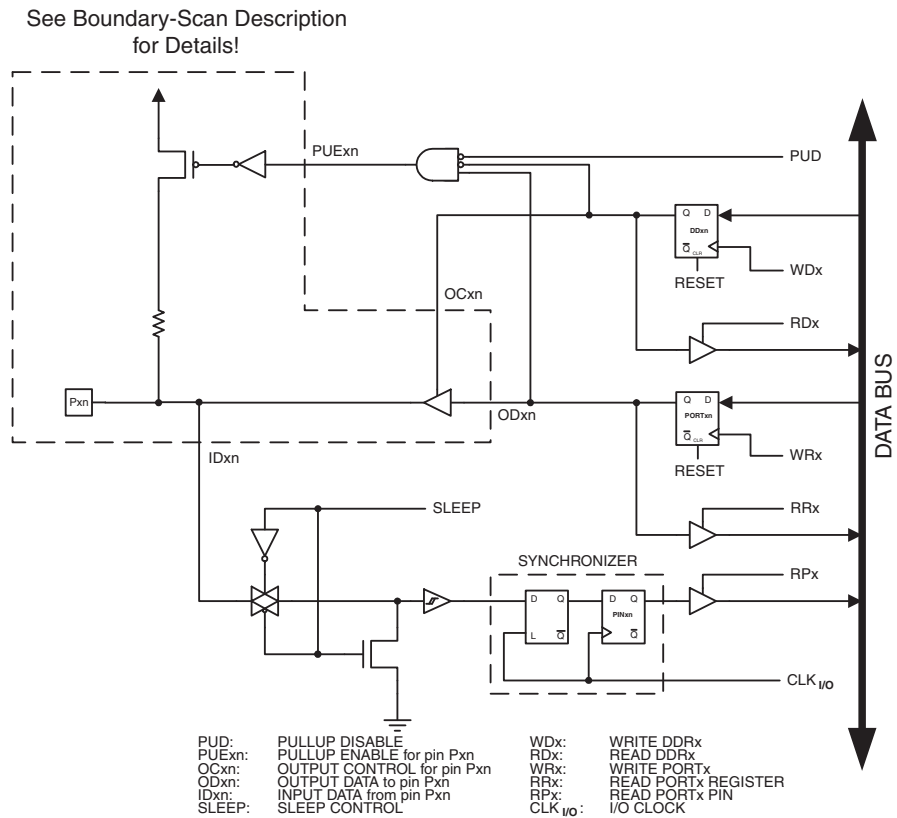 See Boundary-Scan Description
for Details!
PUExn
PUD
Q D
DDxn
Q CLR
RESET
WDx
OCxn
RDx
Pxn
ODxn
Q D
PORTxn
Q CLR
RESET
WRx
DATA BUS
IDxn
SLEEP
RRx
SYNCHRONIZER
RPx
D Q
L Q
D Q
PINxn
Q
CLK I/O
PUD: PULLUP DISABLE
PUExn: PULLUP ENABLE for pin Pxn
OCxn: OUTPUT CONTROL for pin Pxn
ODxn: OUTPUT DATA to pin Pxn
IDxn: INPUT DATA from pin Pxn
SLEEP: SLEEP CONTROL
WDx: WRITE DDRx
RDx: READ DDRx
WRx: WRITE PORTx
RRx: READ PORTx REGISTER
RPx: READ PORTx PIN
CLK I/O: I/O CLOCK